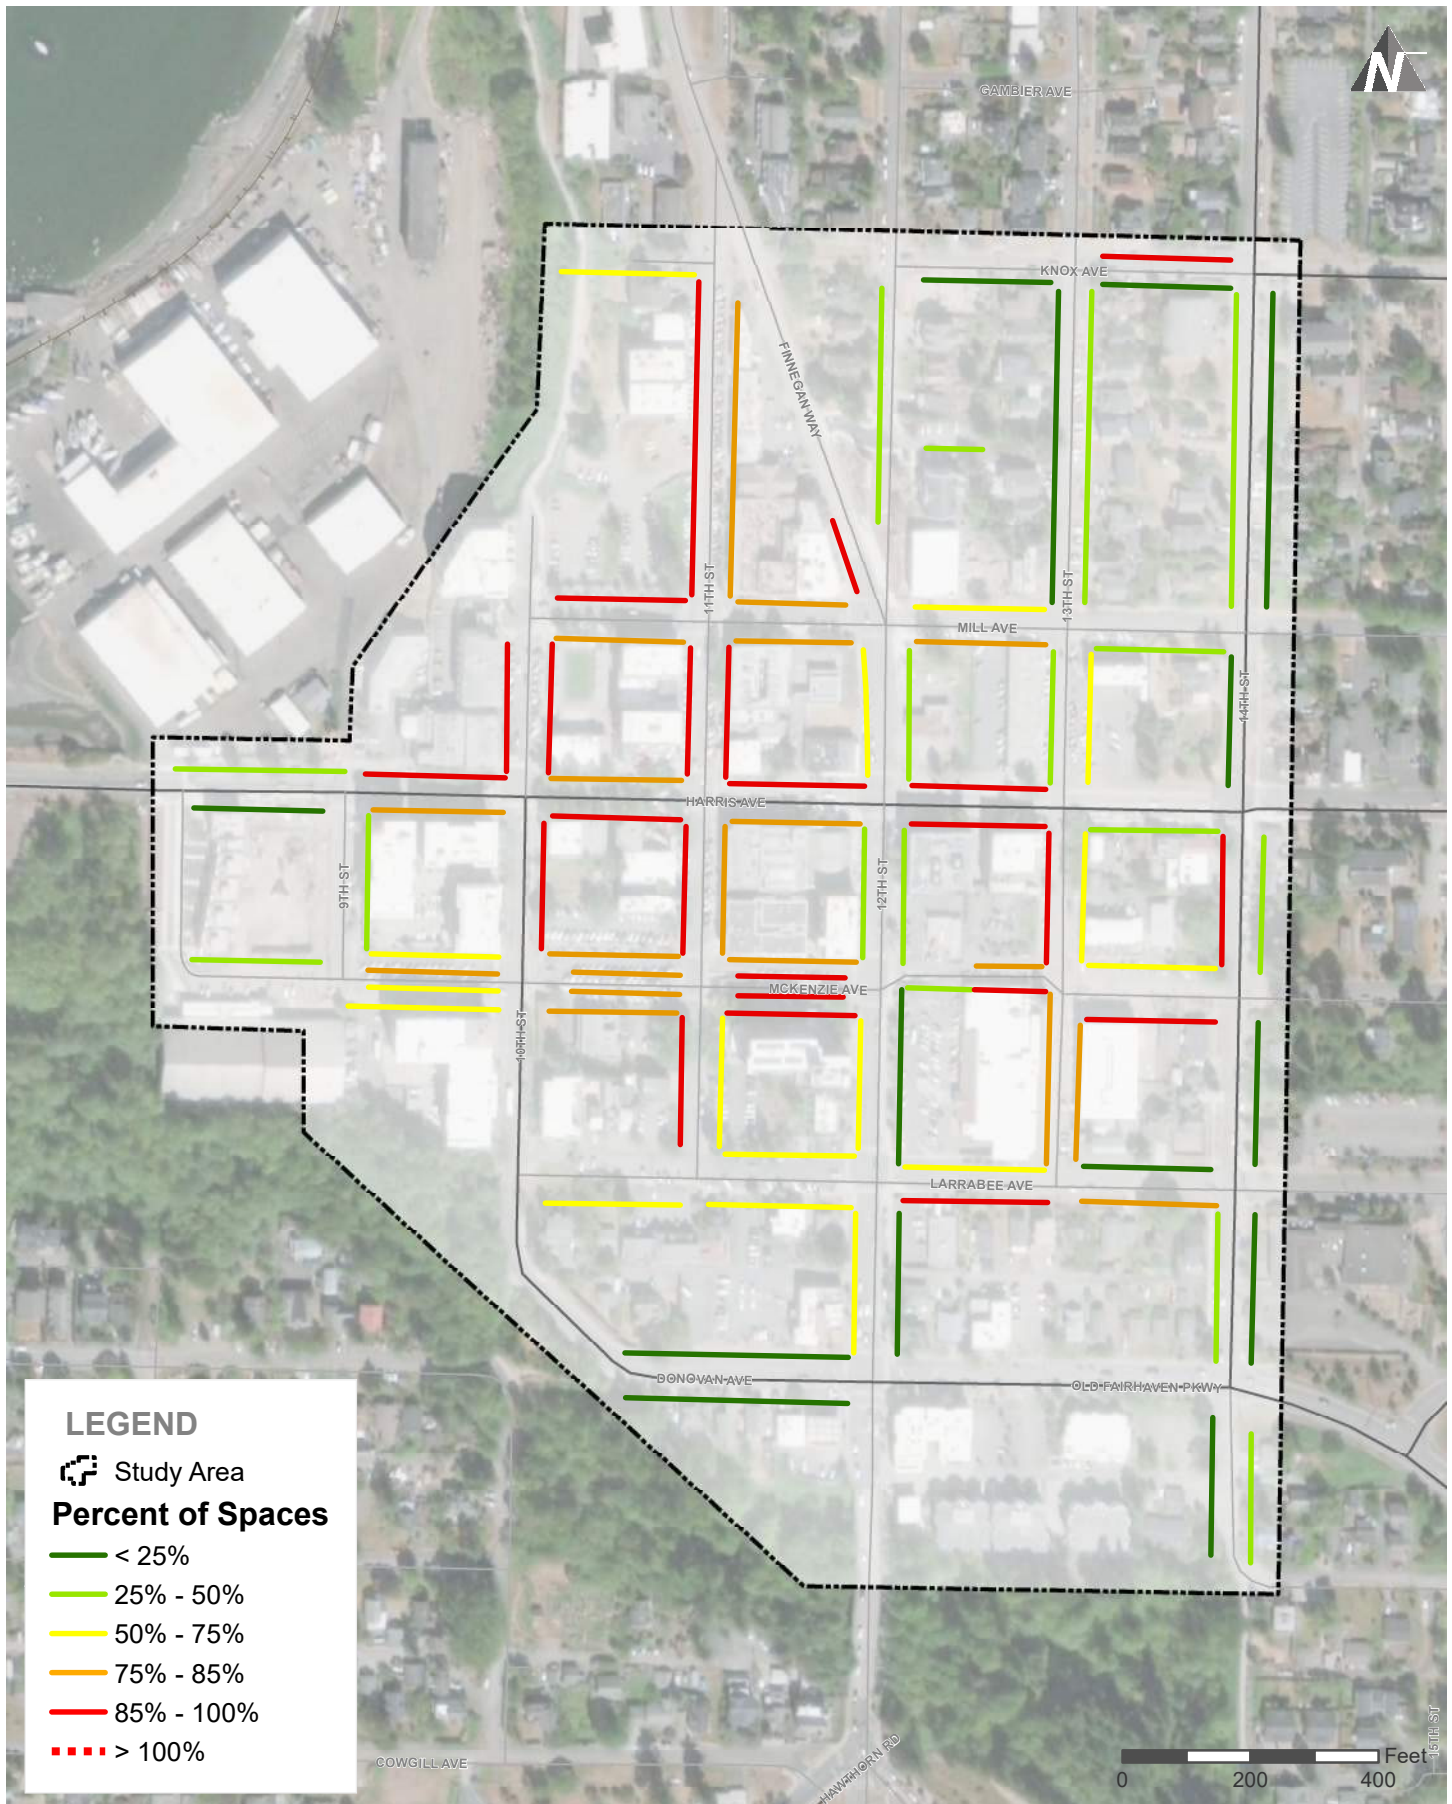 N
GAMBIER AVE
KNOX AVE
FINNEGAN WAY
11TH ST
13TH ST
MILL AVE
14TH ST
HARRIS AVE
9TH ST
12TH ST
MCKENZIE AVE
10TH ST
LARRABEE AVE
DONOVAN AVE
OLD FAIRHAVEN PKWY
LEGEND
Study Area
Percent of Spaces
< 25%
25% - 50%
50% - 75%
75% - 85%
85% - 100%
> 100%
COWGILL AVE
HAWTHORN RD
15TH ST
Feet
0 200 400